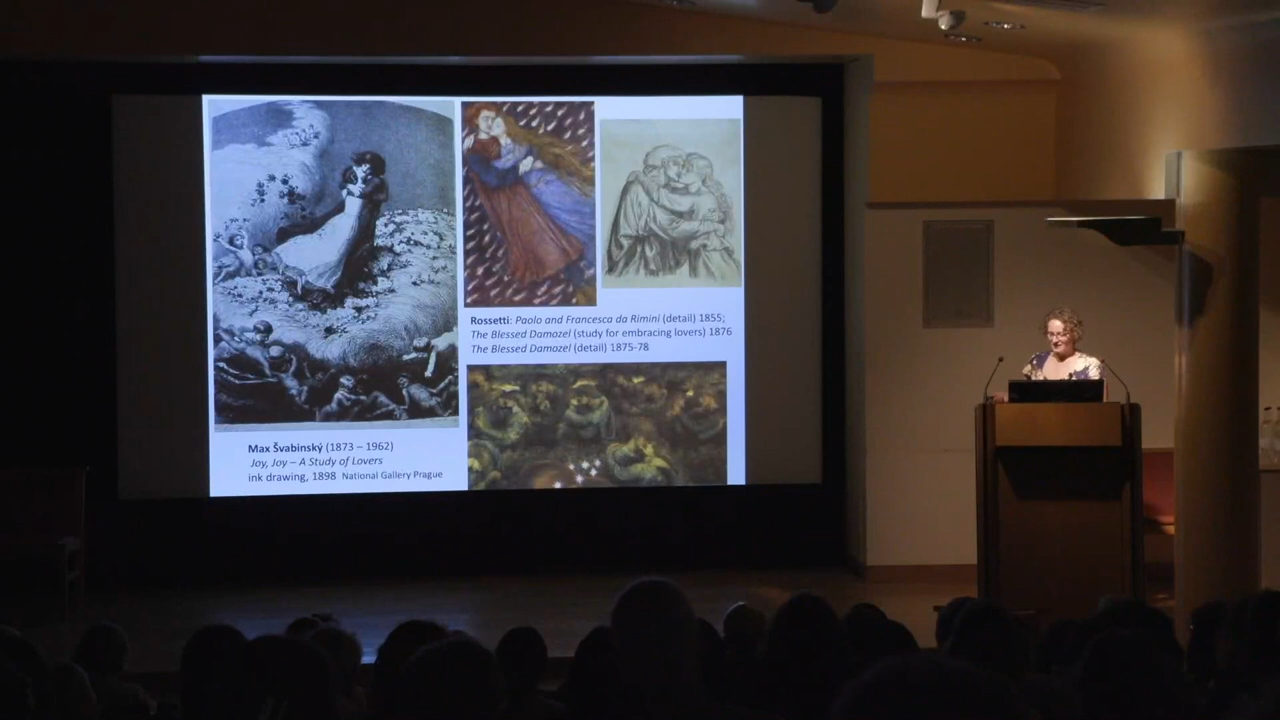 Rossetti: Paolo and Francesca da Rimini (detail) 1855;
The Blessed Damozel (study for embracing lovers) 1876
The Blessed Damozel (detail) 1875-78
Max Švabinský (1873 – 1962)
Joy, Joy – A Study of Lovers
ink drawing, 1898 National Gallery Prague